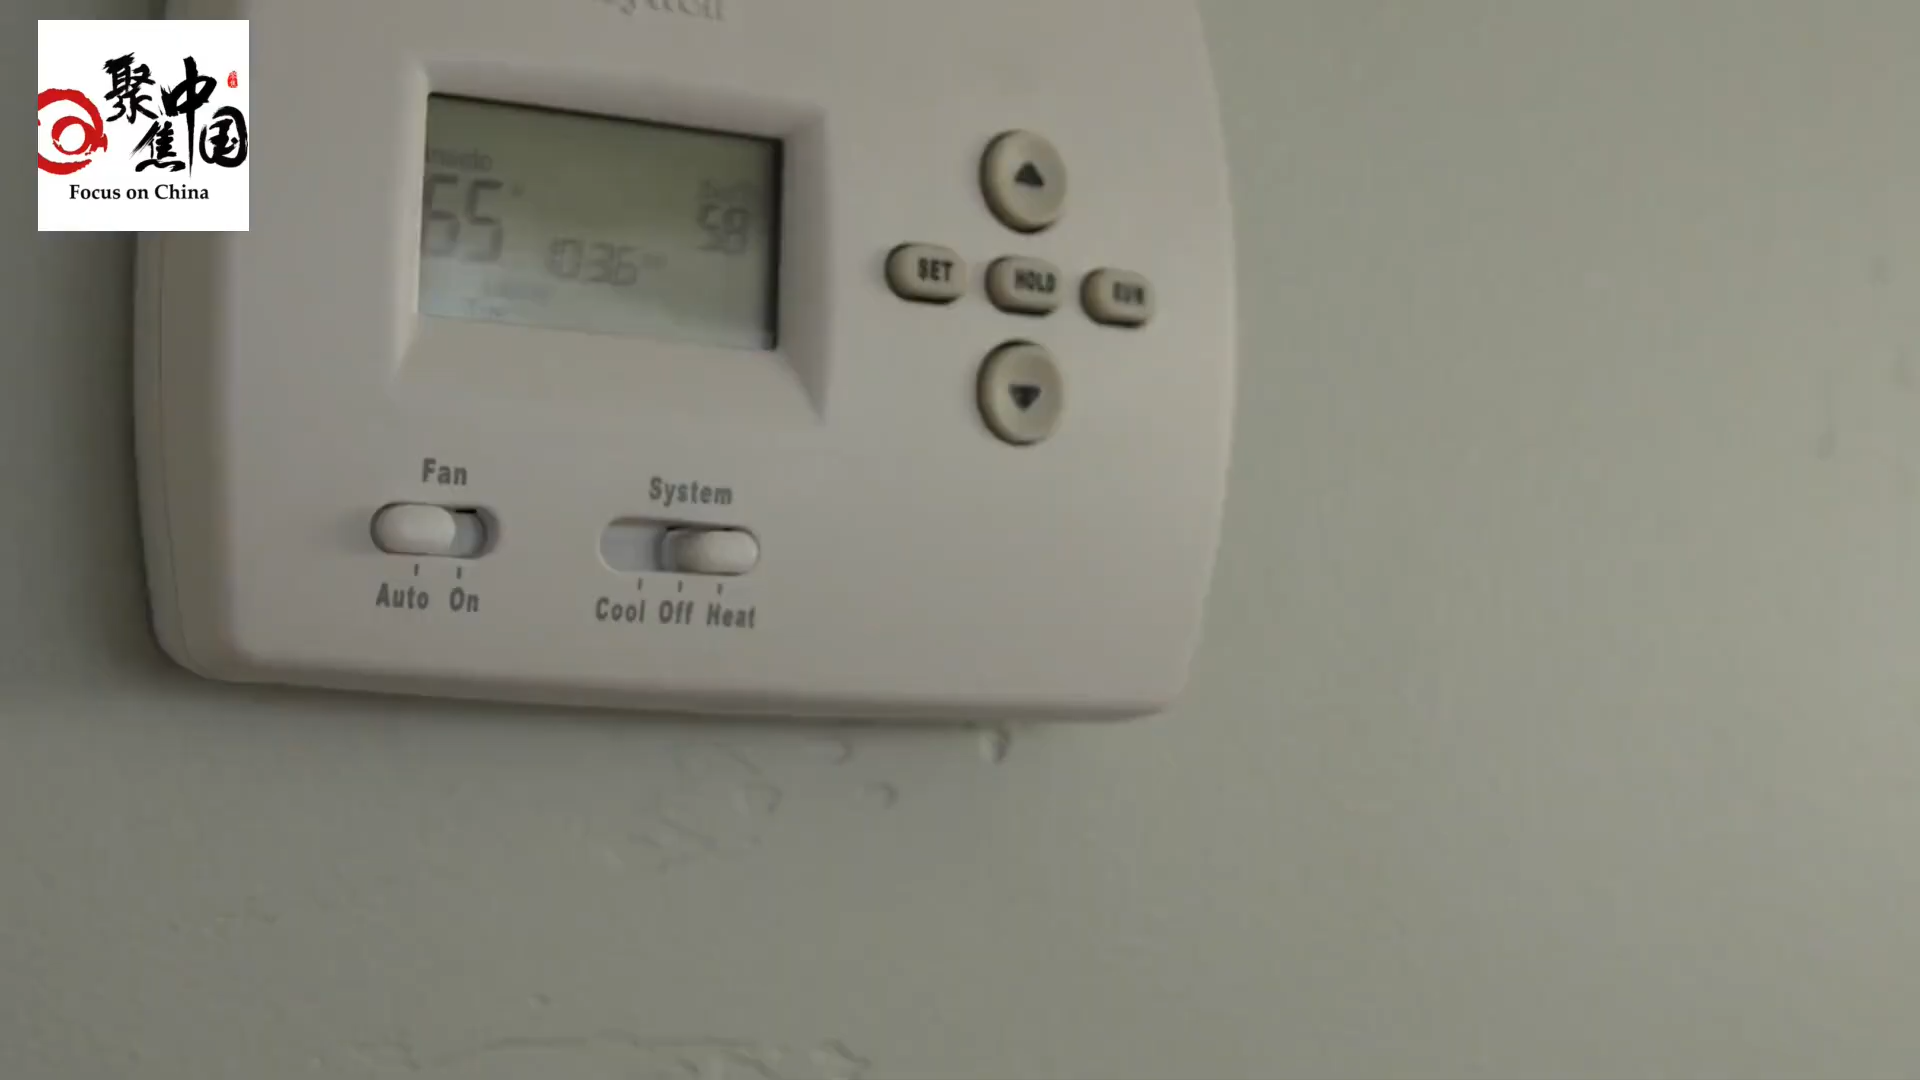 聚焦中国
Focus on China
65°
10:36
58
SET
HOLD
RUN
Fan
System
Auto On
Cool Off Heat